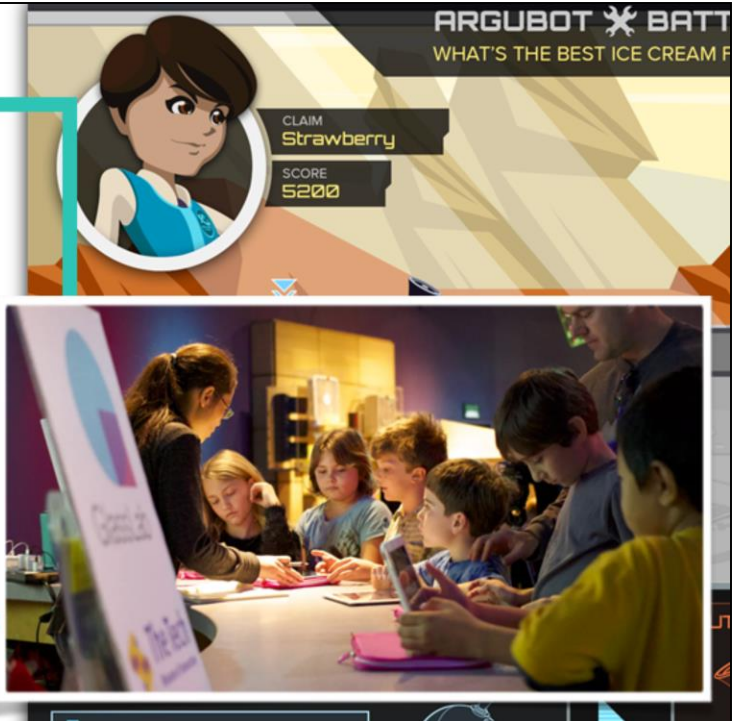 ARGUBOT BATT
WHAT'S THE BEST ICE CREAM F
CLAIM
Strawberry
SCORE
5200
GlassLab
The Tech